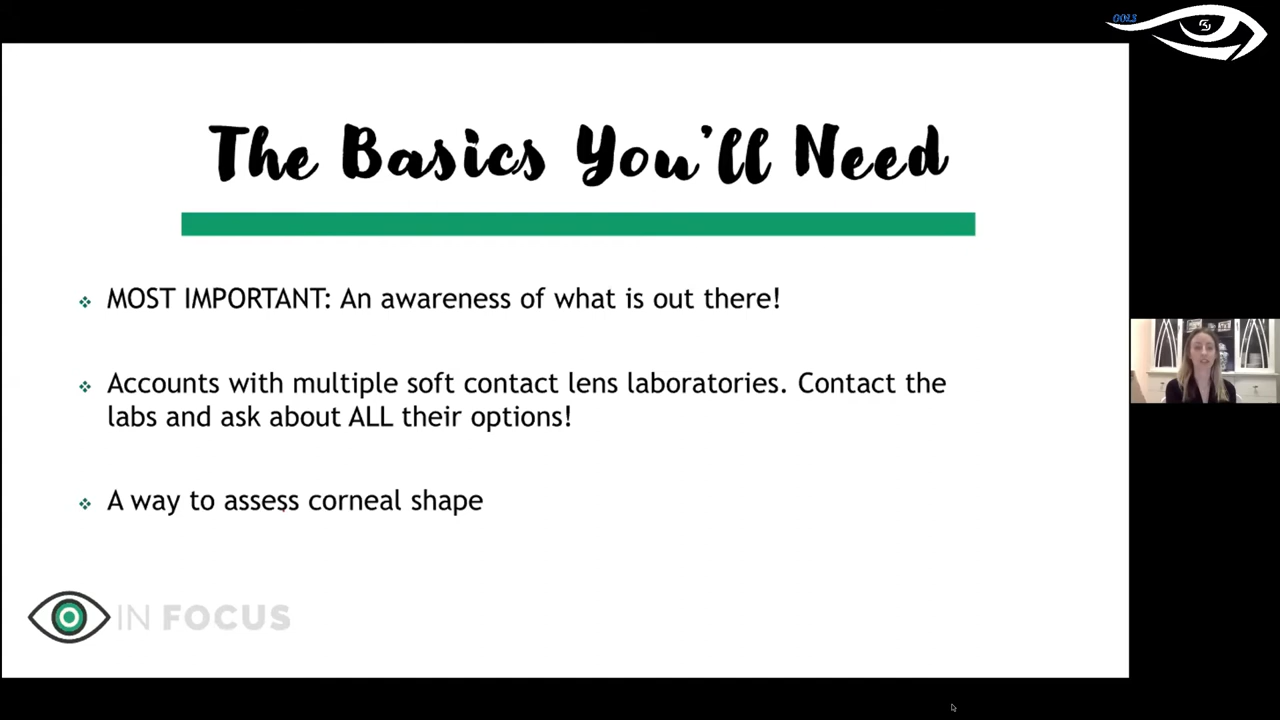 The Basics You'll Need
MOST IMPORTANT: An awareness of what is out there!
Accounts with multiple soft contact lens laboratories. Contact the
labs and ask about ALL their options!
A way to assess corneal shape
IN FOCUS